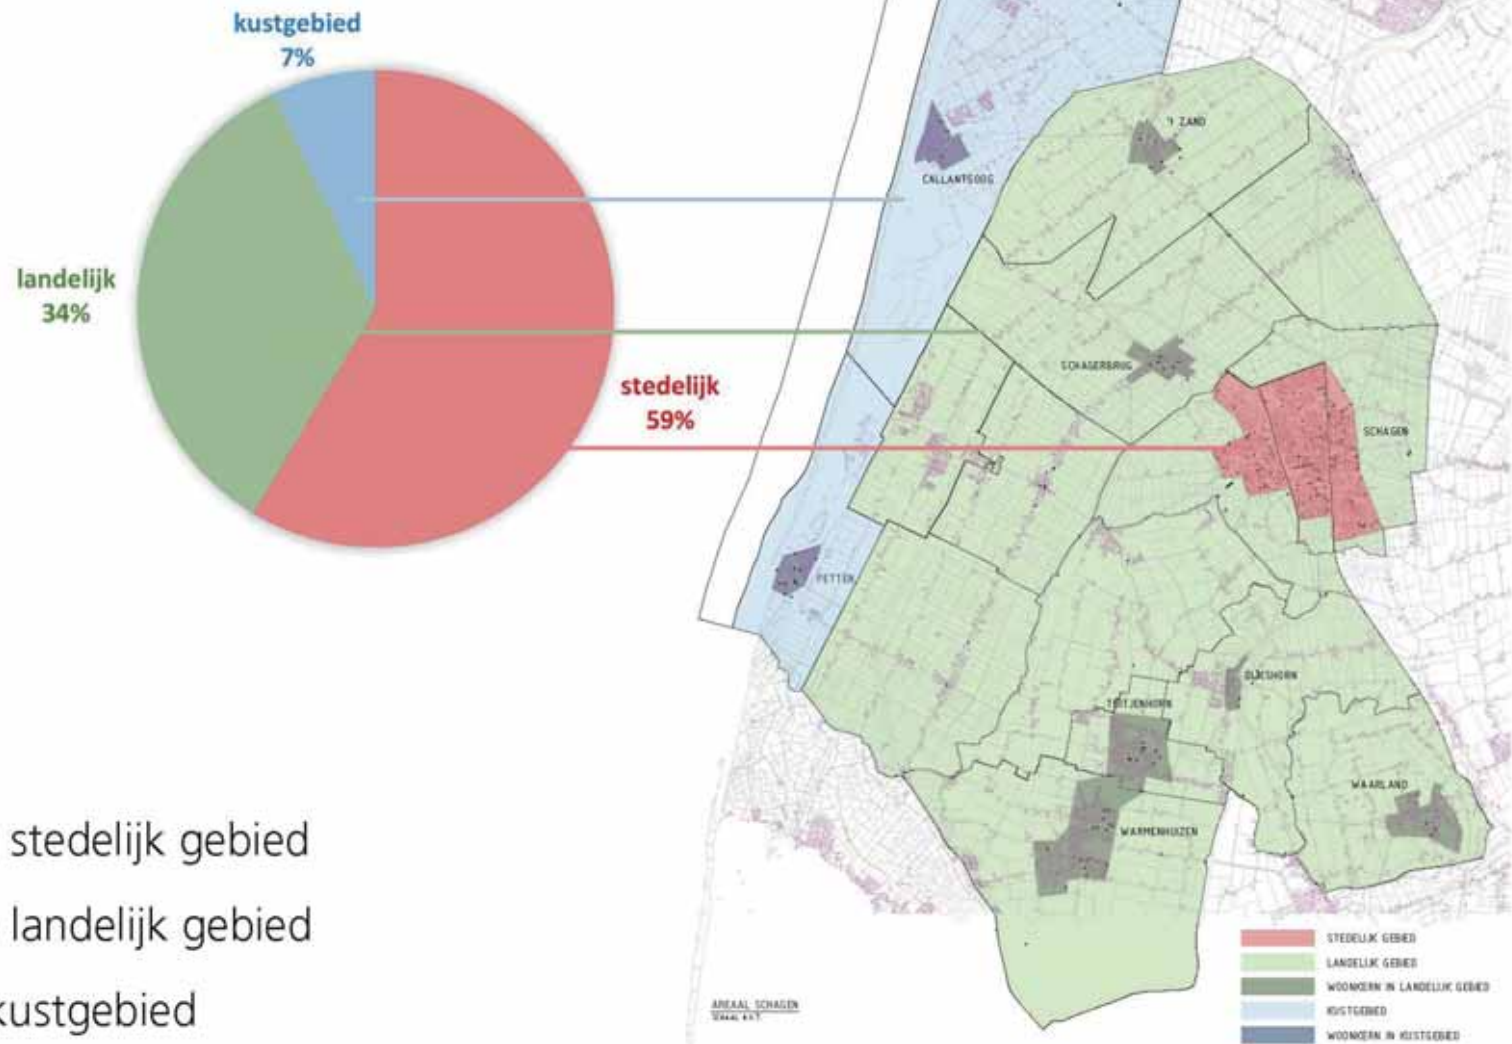 kustgebied
7%
landelijk
34%
stedelijk
59%
'T ZAND
CALLANTSOOG
SCHAGERBRUG
SCHAGEN
PETTEN
DIRKSHORN
TUITJENHORN
WAARLAND
WARMENHUIZEN
stedelijk gebied
landelijk gebied
kustgebied
AREAAL SCHAGEN
STEDELIJK GEBIED
LANDELIJK GEBIED
WOONKERN IN LANDELIJK GEBIED
KUSTGEBIED
WOONKERN IN KUSTGEBIED